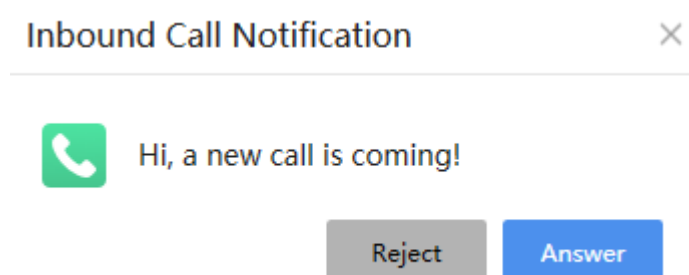 Inbound Call Notification
Hi, a new call is coming!
Reject
Answer